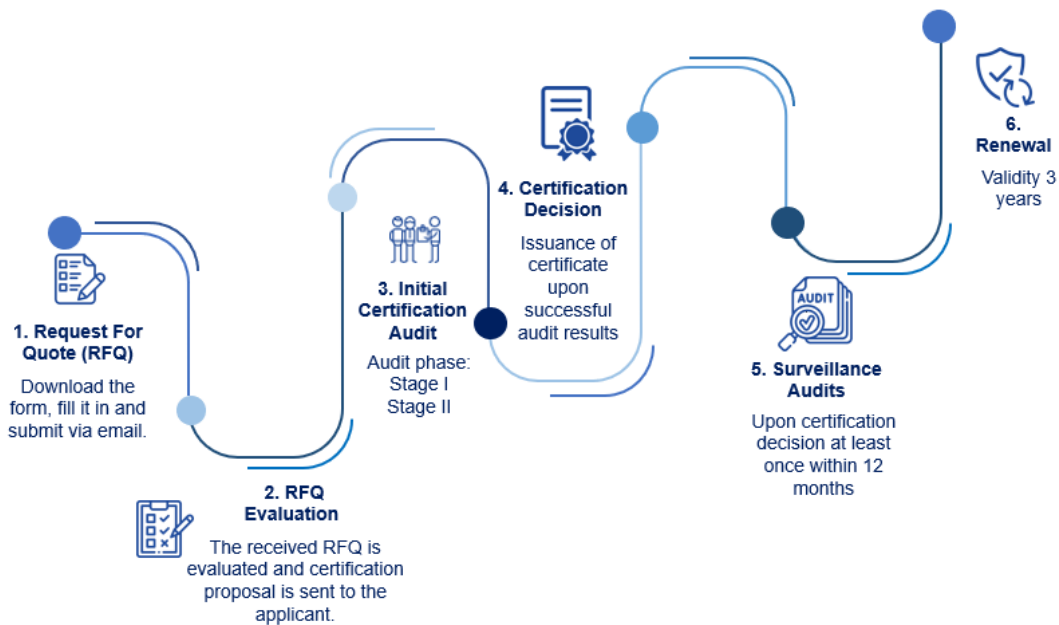 1. Request For
Quote (RFQ)
Download the
form, fill it in and
submit via email.
2. RFQ
Evaluation
The received RFQ is
evaluated and certification
proposal is sent to the
applicant.
3. Initial
Certification
Audit
Audit phase:
Stage I
Stage II
4. Certification
Decision
Issuance of
certificate
upon
successful
audit results
AUDIT
5. Surveillance
Audits
Upon certification
decision at least
once within 12
months
6.
Renewal
Validity 3
years